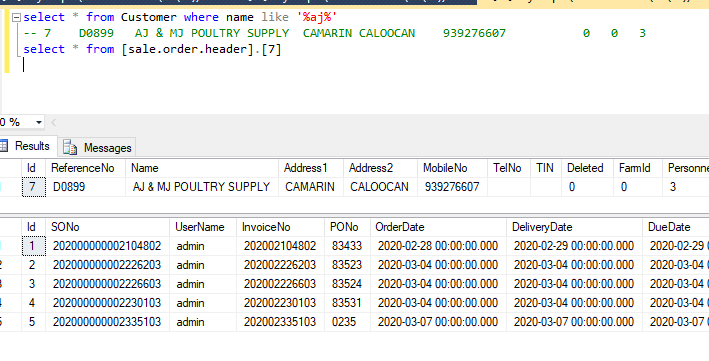 select * from Customer where name like '%aj%'
-- 7 D0899 AJ & MJ POULTRY SUPPLY CAMARIN CALOOCAN 939276607 0 0 3
select * from [sale.order.header].[7]
0 %
Results Messages
Id ReferenceNo Name Address1 Address2 MobileNo TelNo TIN Deleted FarmId Personne
7 D0899 AJ & MJ POULTRY SUPPLY CAMARIN CALOOCAN 939276607 0 0 3
Id SONo UserName InvoiceNo PONo OrderDate DeliveryDate DueDate
1 202000000002104802 admin 202002104802 83433 2020-02-28 00:00:00.000 2020-02-29 00:00:00.000 2020-02-29
2 202000000002226203 admin 202002226203 83523 2020-03-04 00:00:00.000 2020-03-04 00:00:00.000 2020-03-04
3 202000000002226603 admin 202002226603 83524 2020-03-04 00:00:00.000 2020-03-04 00:00:00.000 2020-03-04
4 202000000002230103 admin 202002230103 83531 2020-03-04 00:00:00.000 2020-03-04 00:00:00.000 2020-03-04
5 202000000002335103 admin 202002335103 0235 2020-03-07 00:00:00.000 2020-03-07 00:00:00.000 2020-03-07